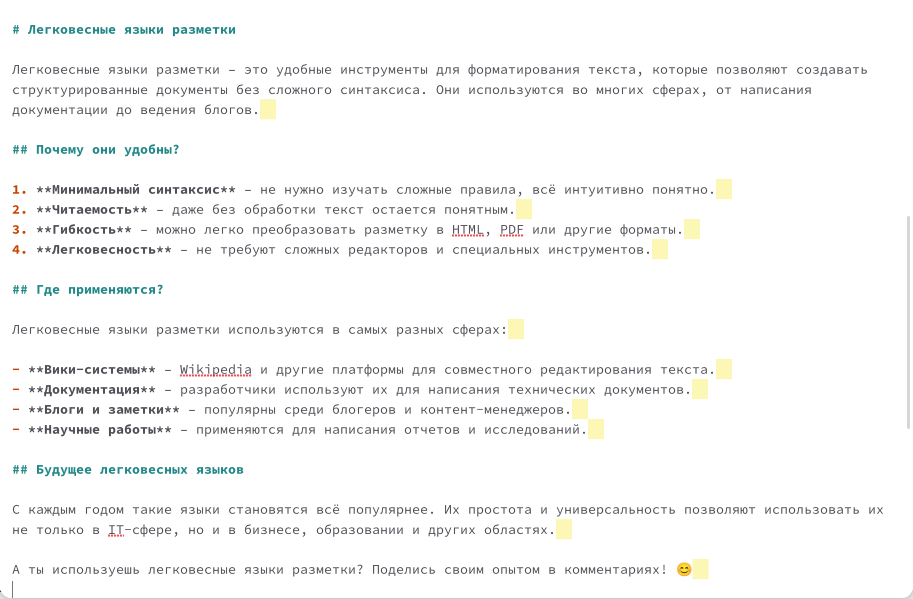 # Легковесные языки разметки
Легковесные языки разметки – это удобные инструменты для форматирования текста, которые позволяют создавать
структурированные документы без сложного синтаксиса. Они используются во многих сферах, от написания
документации до ведения блогов.
## Почему они удобны?
1. **Минимальный синтаксис** – не нужно изучать сложные правила, всё интуитивно понятно.
2. **Читаемость** – даже без обработки текст остается понятным.
3. **Гибкость** – можно легко преобразовать разметку в HTML, PDF или другие форматы.
4. **Легковесность** – не требуют сложных редакторов и специальных инструментов.
## Где применяются?
Легковесные языки разметки используются в самых разных сферах:
- **Вики-системы** – Wikipedia и другие платформы для совместного редактирования текста.
- **Документация** – разработчики используют их для написания технических документов.
- **Блоги и заметки** – популярны среди блогеров и контент-менеджеров.
- **Научные работы** – применяются для написания отчетов и исследований.
## Будущее легковесных языков
С каждым годом такие языки становятся всё популярнее. Их простота и универсальность позволяют использовать их
не только в IT-сфере, но и в бизнесе, образовании и других областях.
А ты используешь легковесные языки разметки? Поделись своим опытом в комментариях! 😊